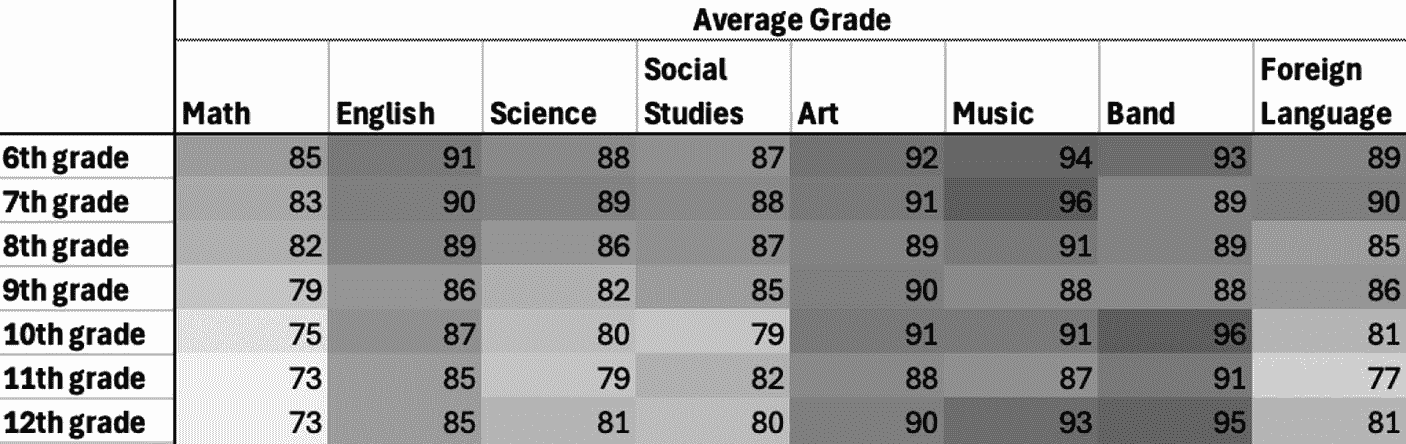 Average Grade
Math English Science Social Studies Art Music Band Foreign Language
6th grade 85 91 88 87 92 94 93 89
7th grade 83 90 89 88 91 96 89 90
8th grade 82 89 86 87 89 91 89 85
9th grade 79 86 82 85 90 88 88 86
10th grade 75 87 80 79 91 91 96 81
11th grade 73 85 79 82 88 87 91 77
12th grade 73 85 81 80 90 93 95 81